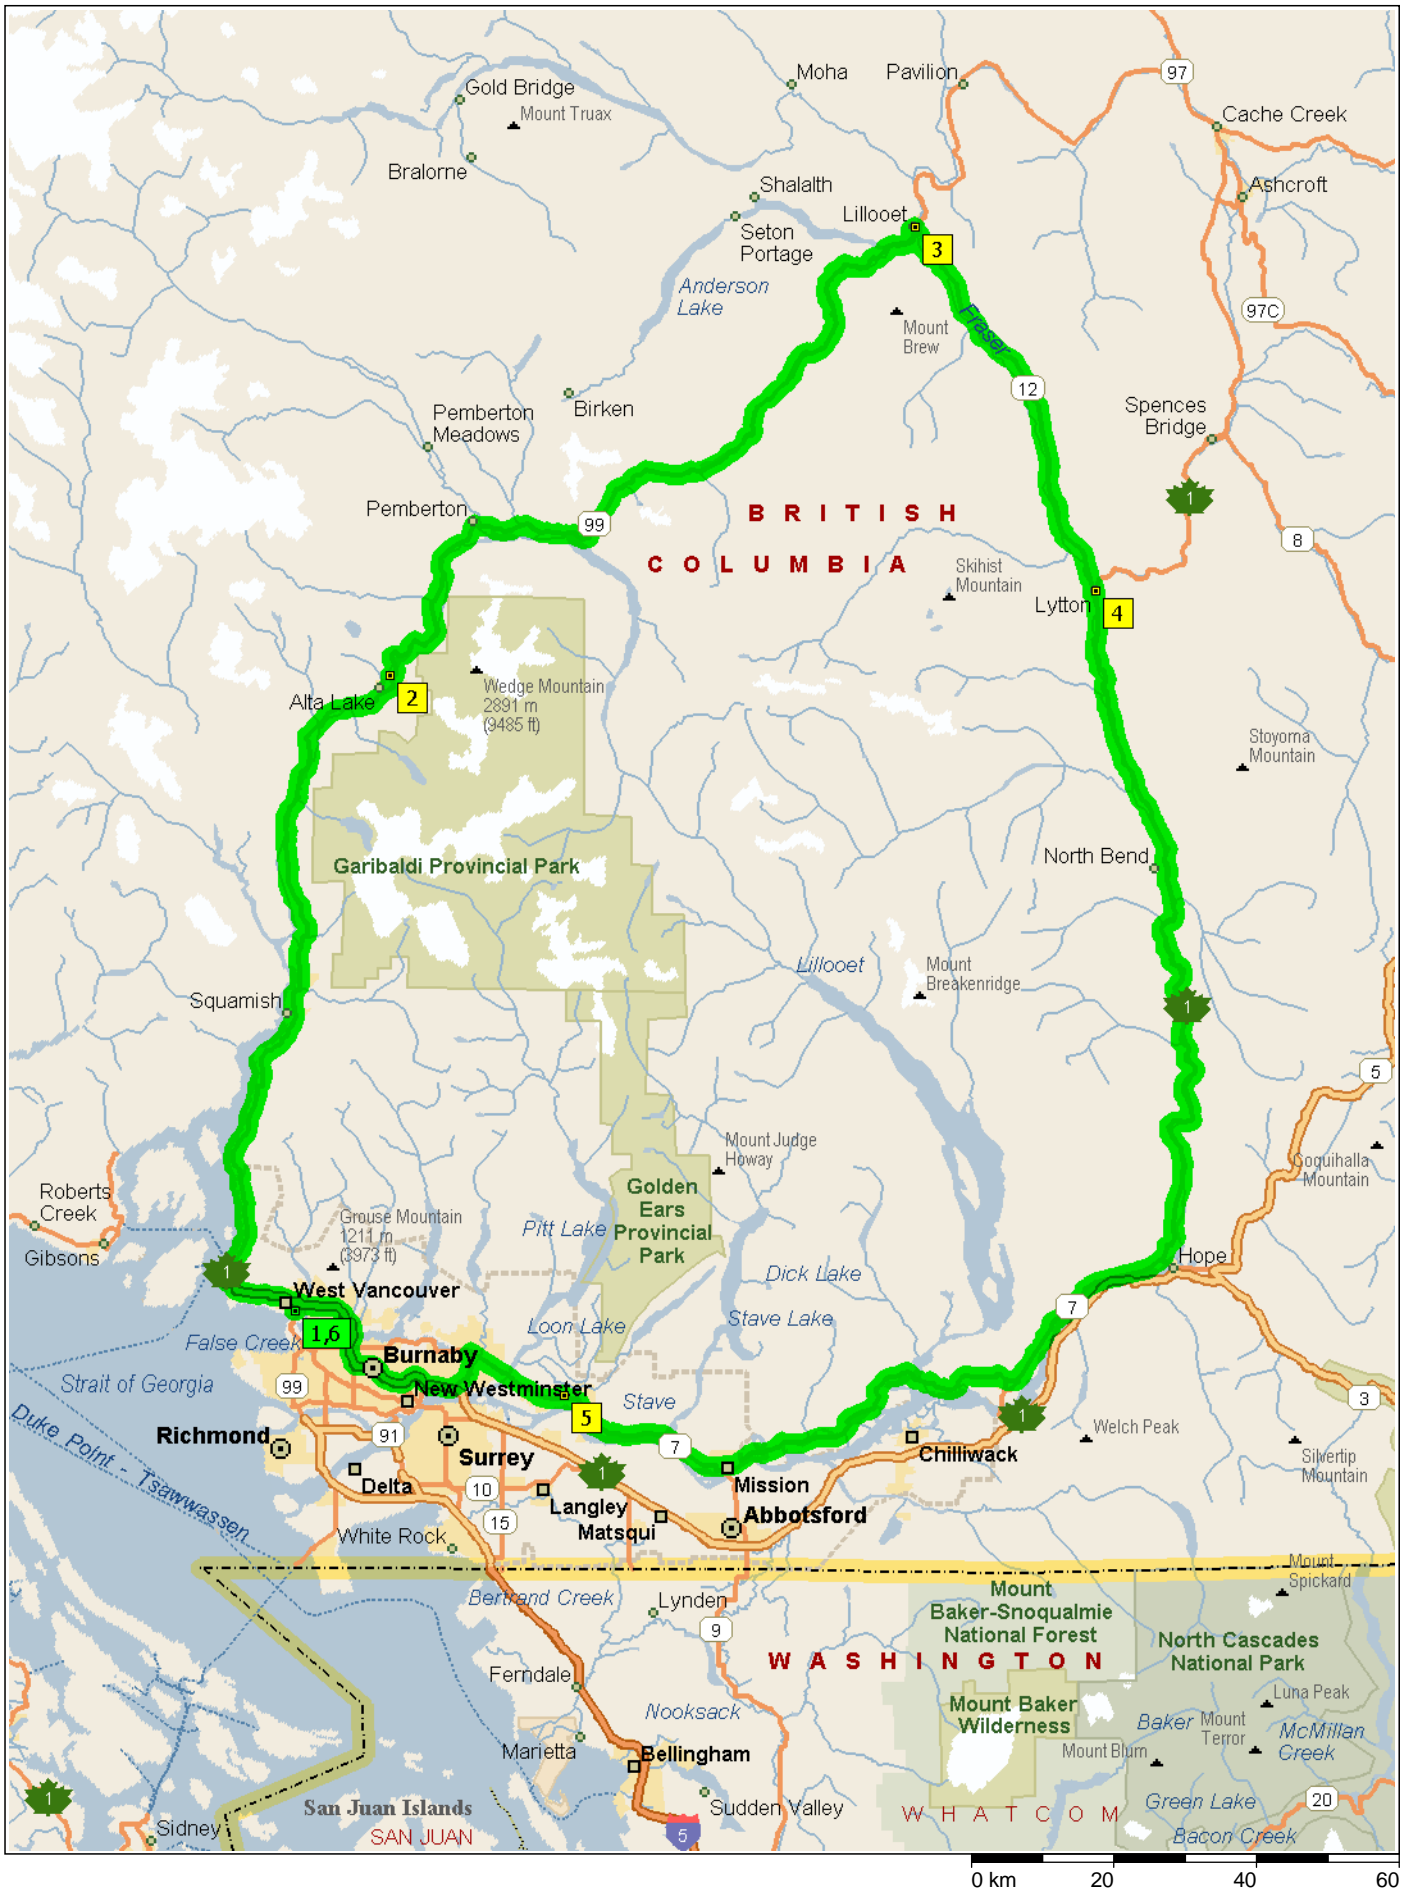 Moha
Pavilion
97
Gold Bridge
Mount Truax
Cache Creek
Bralorne
Shalalth
Ashcroft
Lillooet
Seton
Portage
3
Anderson
Lake
97C
Mount
Brew
Fraser
12
Birken
Pemberton
Meadows
Spences
Bridge
1
Pemberton
99
BRITISH
COLUMBIA
8
Skihist
Mountain
Lytton
4
Alta Lake
2
Wedge Mountain
2891 m
(9485 ft)
Stoyoma
Mountain
Garibaldi Provincial Park
North Bend
Lillooet
Mount
Breakenridge
Squamish
1
5
Mount Judge
Howay
Coquihalla
Mountain
Roberts
Creek
Gibsons
Grouse Mountain
1211 m
(3973 ft)
Pitt Lake
Golden
Ears
Provincial
Park
Hope
1
Dick Lake
West Vancouver
7
Stave Lake
Loon Lake
1,6
False Creek
Burnaby
Strait of Georgia
99
New Westminster
Stave
3
5
1
Duke Point - Tsawwassen
Richmond
91
Surrey
7
Welch Peak
Chilliwack
Silvertip
Mountain
Delta
10
1
Mission
Langley
15
Matsqui
Abbotsford
White Rock
Mount
Spickard
Bertrand Creek
Lynden
Mount
Baker-Snoqualmie
National Forest
9
WASHINGTON
North Cascades
National Park
Ferndale
Nooksack
Mount Baker
Wilderness
Luna Peak
Baker
Mount
Terror
McMillan
Creek
Marietta
Bellingham
Mount Blum
1
San Juan Islands
SAN JUAN
Sudden Valley
WHATCOM
Green Lake
20
Sidney
5
Bacon Creek
0 km
20
40
60